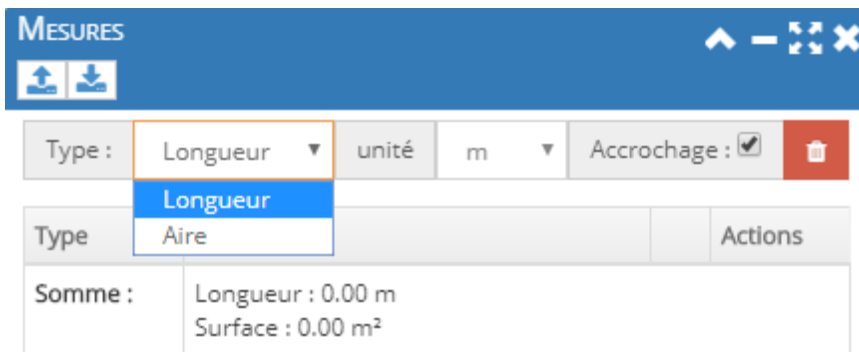 MESURES
Type : Longueur unité m Accrochage :
Longueur
Aire
Type Actions
Somme : Longueur : 0.00 m
Surface : 0.00 m²